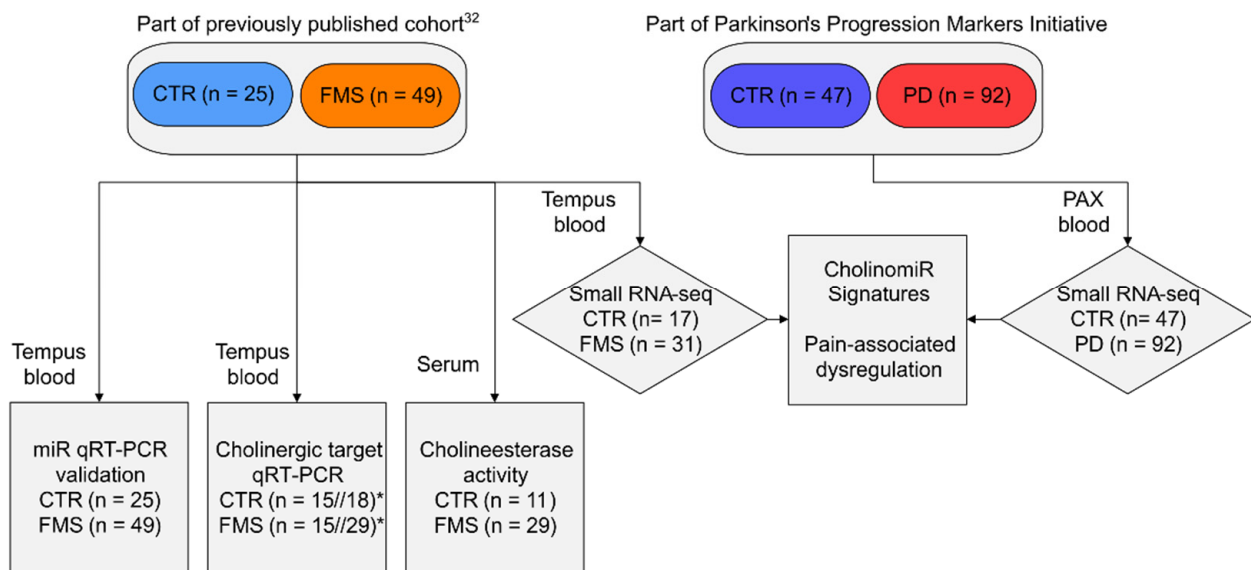 Part of previously published cohort³²
Part of Parkinson's Progression Markers Initiative
CTR (n = 25)
FMS (n = 49)
CTR (n = 47)
PD (n = 92)
Tempus
blood
PAX
blood
Small RNA-seq
CTR (n= 17)
FMS (n = 31)
CholinomiR
Signatures
Pain-associated
dysregulation
Small RNA-seq
CTR (n= 47)
PD (n = 92)
Tempus
blood
Tempus
blood
Serum
miR qRT-PCR
validation
CTR (n = 25)
FMS (n = 49)
Cholinergic target
qRT-PCR
CTR (n = 15//18)*
FMS (n = 15//29)*
Cholineesterase
activity
CTR (n = 11)
FMS (n = 29)